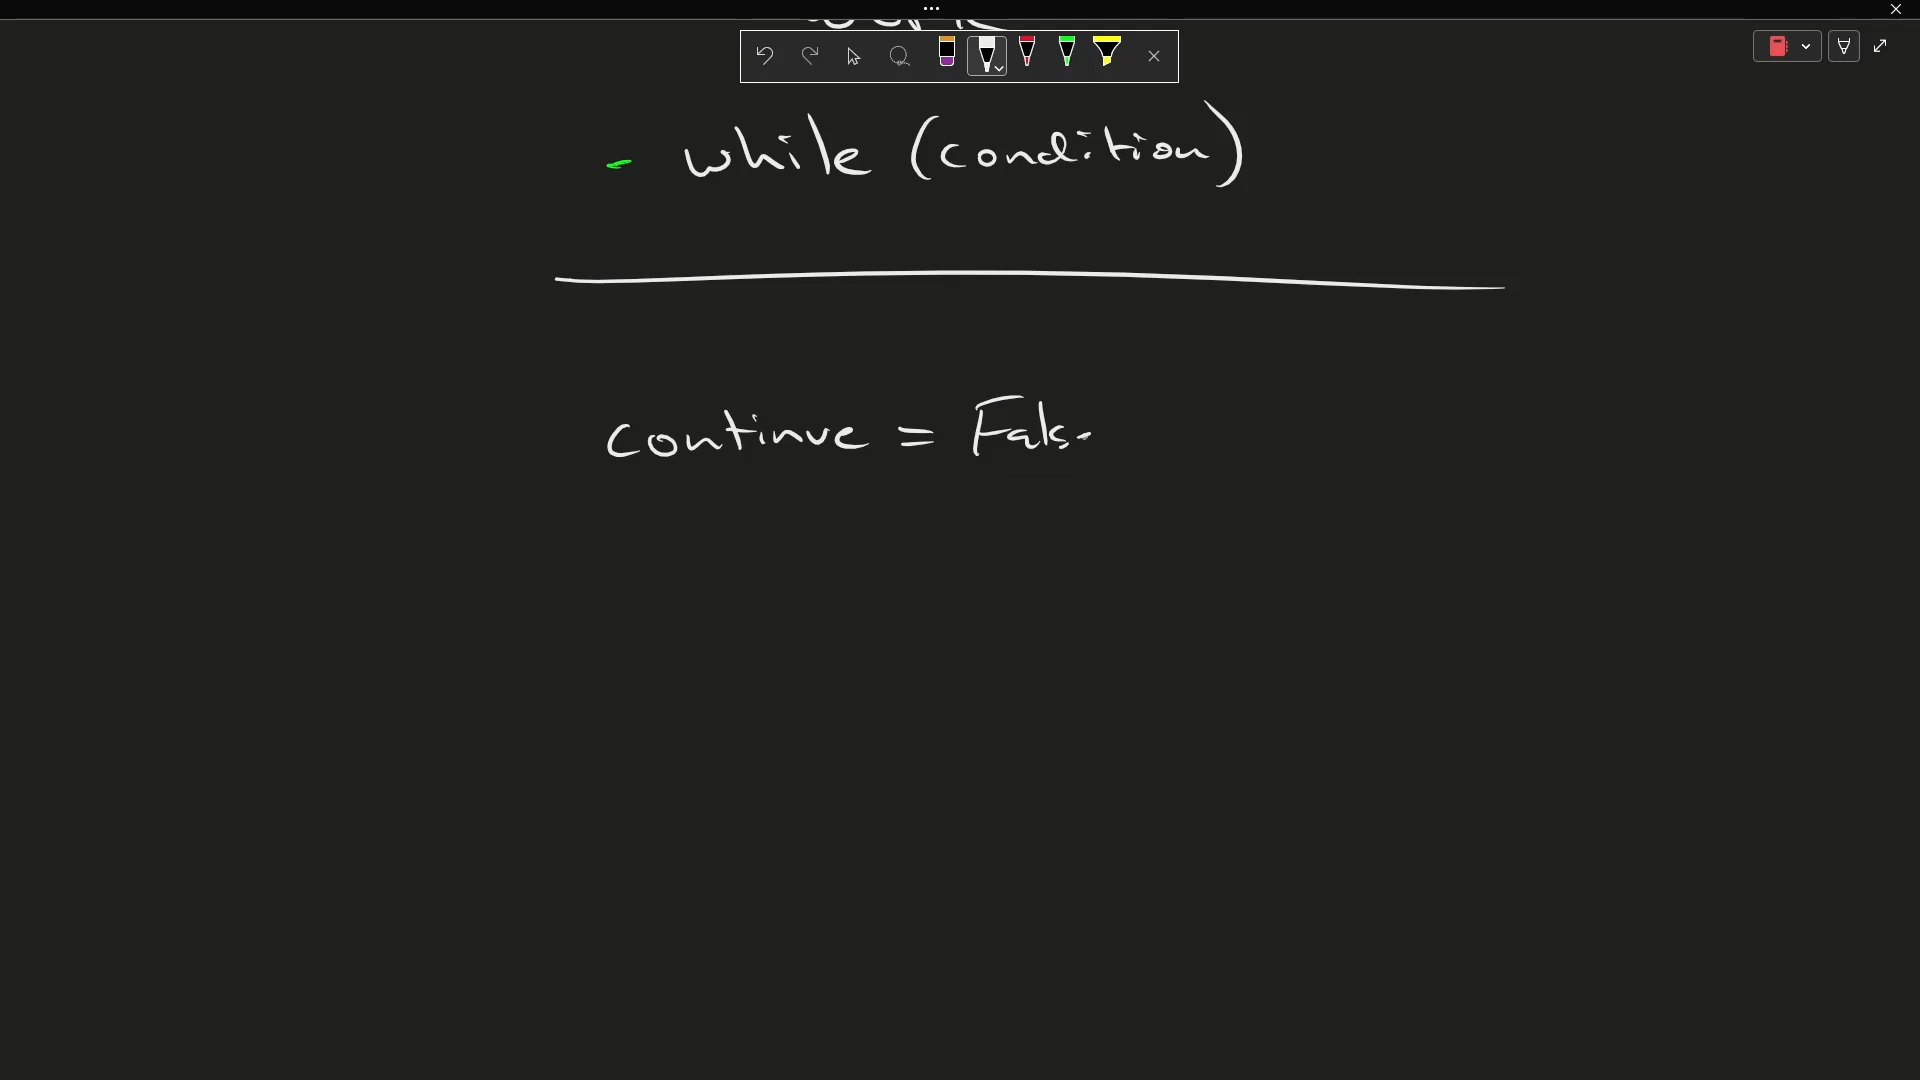 - while (condition)
continue = Fals